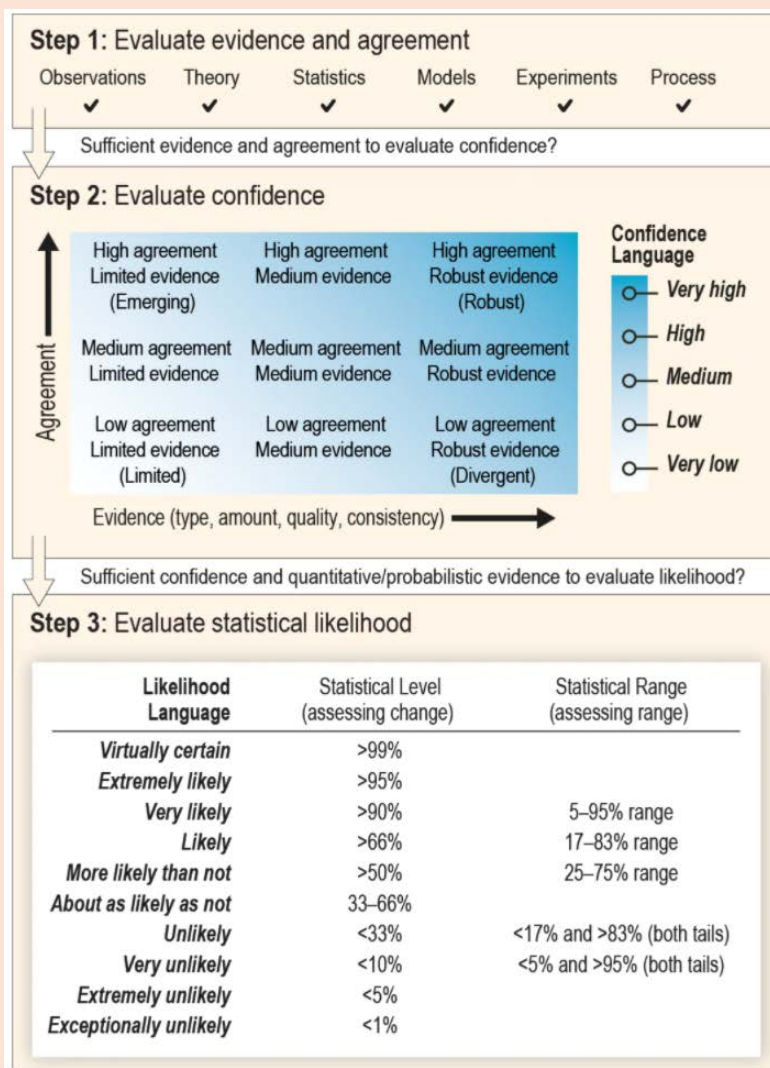 Step 1: Evaluate evidence and agreement
Observations Theory Statistics Models Experiments Process
Sufficient evidence and agreement to evaluate confidence?
Step 2: Evaluate confidence
Agreement
High agreement
Limited evidence
(Emerging)
High agreement
Medium evidence
High agreement
Robust evidence
(Robust)
Medium agreement
Limited evidence
Medium agreement
Medium evidence
Medium agreement
Robust evidence
Low agreement
Limited evidence
(Limited)
Low agreement
Medium evidence
Low agreement
Robust evidence
(Divergent)
Evidence (type, amount, quality, consistency)
Confidence
Language
Very high
High
Medium
Low
Very low
Sufficient confidence and quantitative/probabilistic evidence to evaluate likelihood?
Step 3: Evaluate statistical likelihood
Likelihood Statistical Level Statistical Range
Language (assessing change) (assessing range)
Virtually certain >99%
Extremely likely >95%
Very likely >90% 5–95% range
Likely >66% 17–83% range
More likely than not >50% 25–75% range
About as likely as not 33–66%
Unlikely <33% <17% and >83% (both tails)
Very unlikely <10% <5% and >95% (both tails)
Extremely unlikely <5%
Exceptionally unlikely <1%